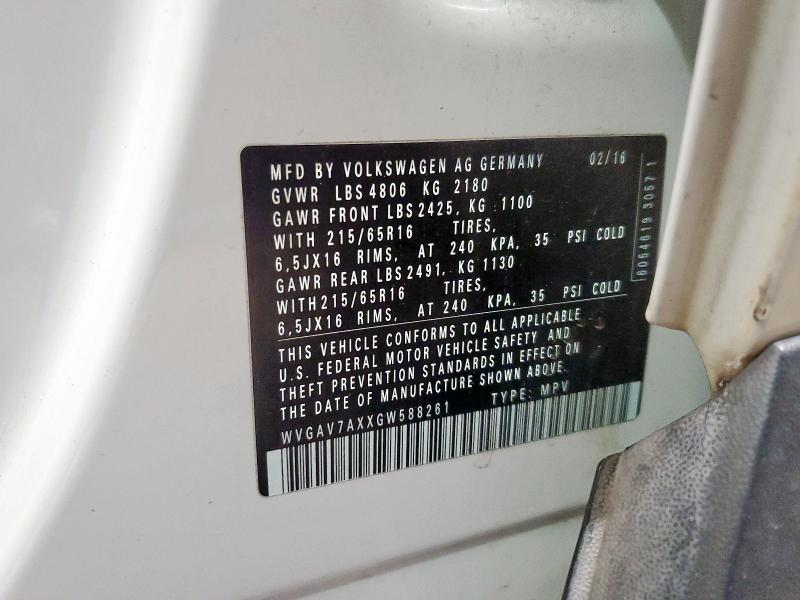 MFD BY VOLKSWAGEN AG GERMANY 02/16
GVWR LBS 4806 KG 2180
GAWR FRONT LBS 2425, KG 1100
WITH 215/65R16 TIRES,
6,5JX16 RIMS, AT 240 KPA, 35 PSI COLD
GAWR REAR LBS 2491, KG 1130
WITH 215/65R16 TIRES,
6,5JX16 RIMS, AT 240 KPA, 35 PSI COLD
THIS VEHICLE CONFORMS TO ALL APPLICABLE
U.S. FEDERAL MOTOR VEHICLE SAFETY AND
THEFT PREVENTION STANDARDS IN EFFECT ON
THE DATE OF MANUFACTURE SHOWN ABOVE.
WVGAV7AXXGW588261 TYPE: MPV
6054619 3057 1